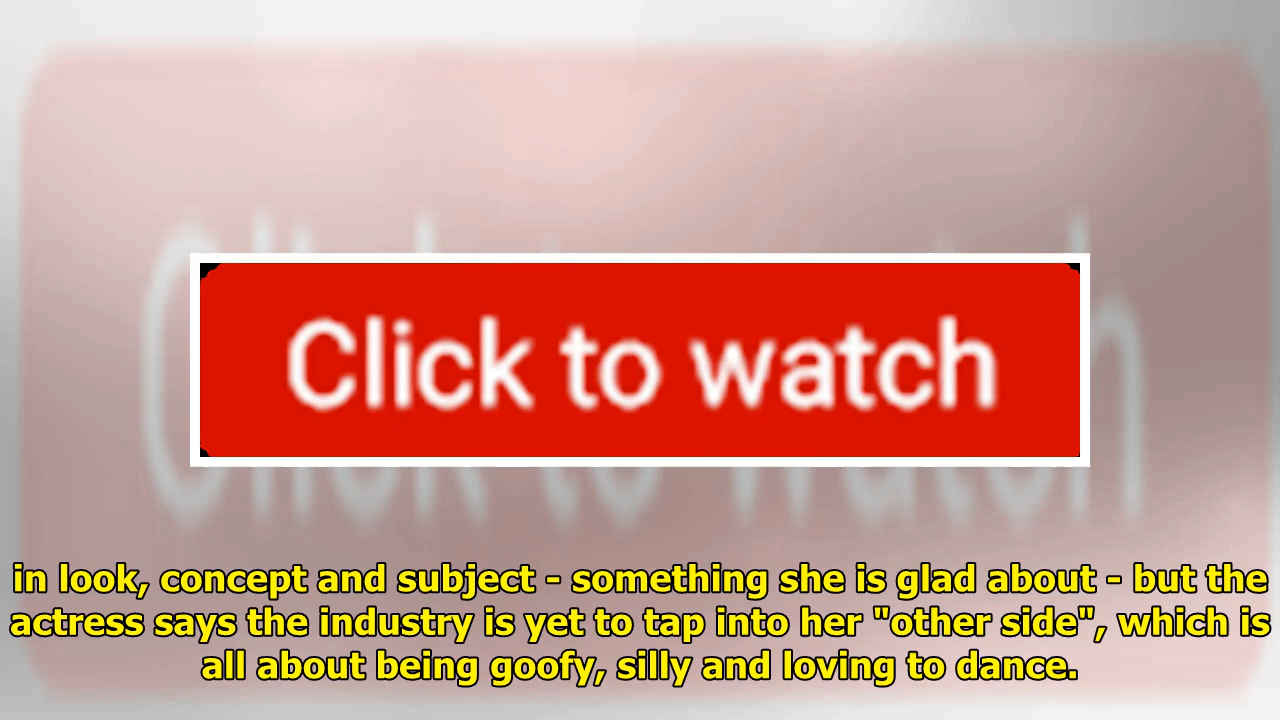 Click to watch
in look, concept and subject - something she is glad about - but the
actress says the industry is yet to tap into her "other side", which is
all about being goofy, silly and loving to dance.